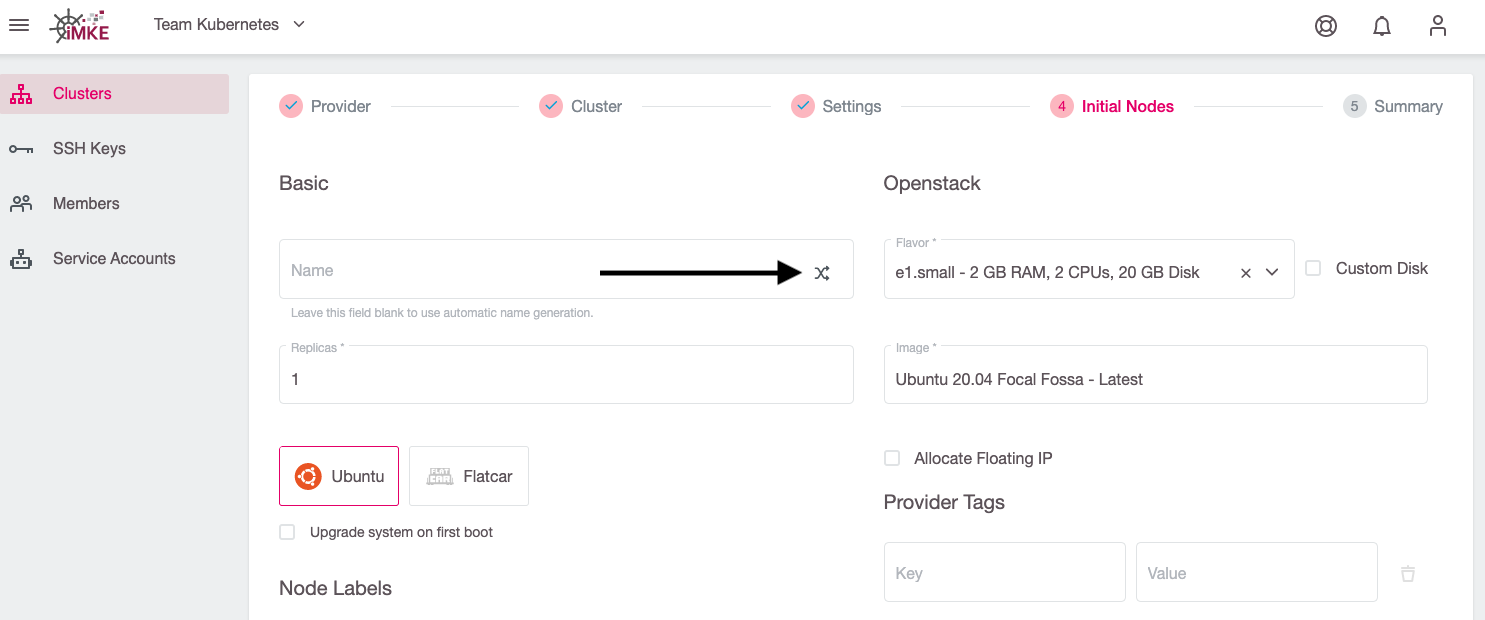 iMKE
Team Kubernetes
Clusters
SSH Keys
Members
Service Accounts
Provider
Cluster
Settings
4 Initial Nodes
5 Summary
Basic
Name
Leave this field blank to use automatic name generation.
Replicas *
1
Ubuntu
FLAT CAR Flatcar
Upgrade system on first boot
Node Labels
Openstack
Flavor *
e1.small - 2 GB RAM, 2 CPUs, 20 GB Disk
Custom Disk
Image *
Ubuntu 20.04 Focal Fossa - Latest
Allocate Floating IP
Provider Tags
Key
Value